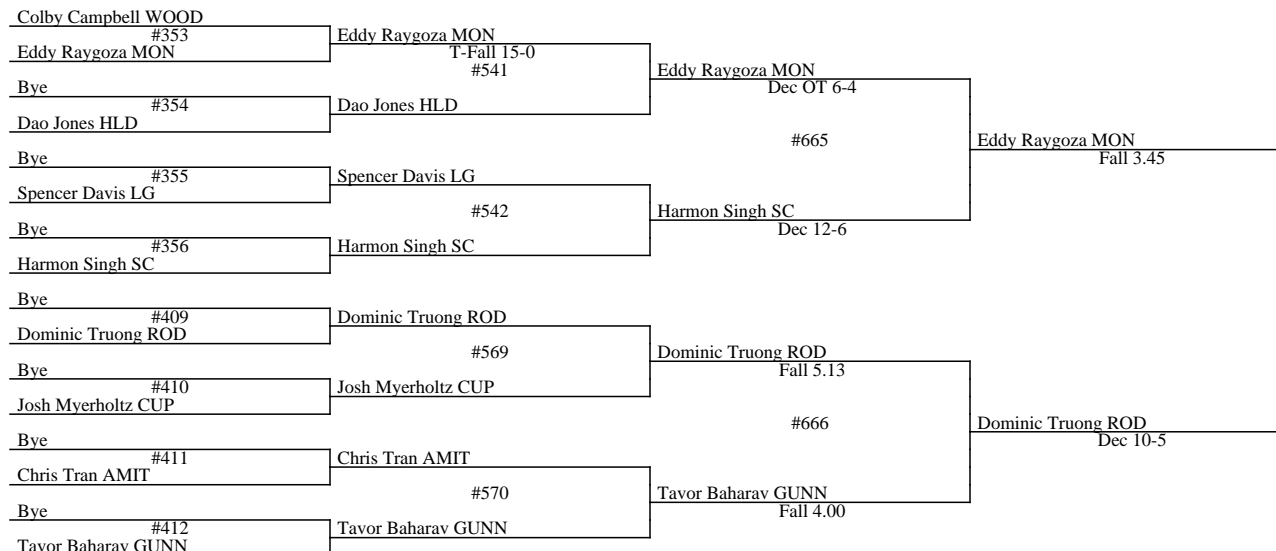 Colby Campbell WOOD
#353
Eddy Raygoza MON
Bye
#354
Dao Jones HLD
Bye
#355
Spencer Davis LG
Bye
#356
Harmon Singh SC
Bye
#409
Dominic Truong ROD
Bye
#410
Josh Myerholtz CUP
Bye
#411
Chris Tran AMIT
Bye
#412
Tavor Baharav GUNN
Eddy Raygoza MON
T-Fall 15-0
#541
Dao Jones HLD
Spencer Davis LG
#542
Harmon Singh SC
Dominic Truong ROD
#569
Josh Myerholtz CUP
Chris Tran AMIT
#570
Tavor Baharav GUNN
Eddy Raygoza MON
Dec OT 6-4
#665
Harmon Singh SC
Dec 12-6
Dominic Truong ROD
Fall 5.13
#666
Tavor Baharav GUNN
Fall 4.00
Eddy Raygoza MON
Fall 3.45
Dominic Truong ROD
Dec 10-5